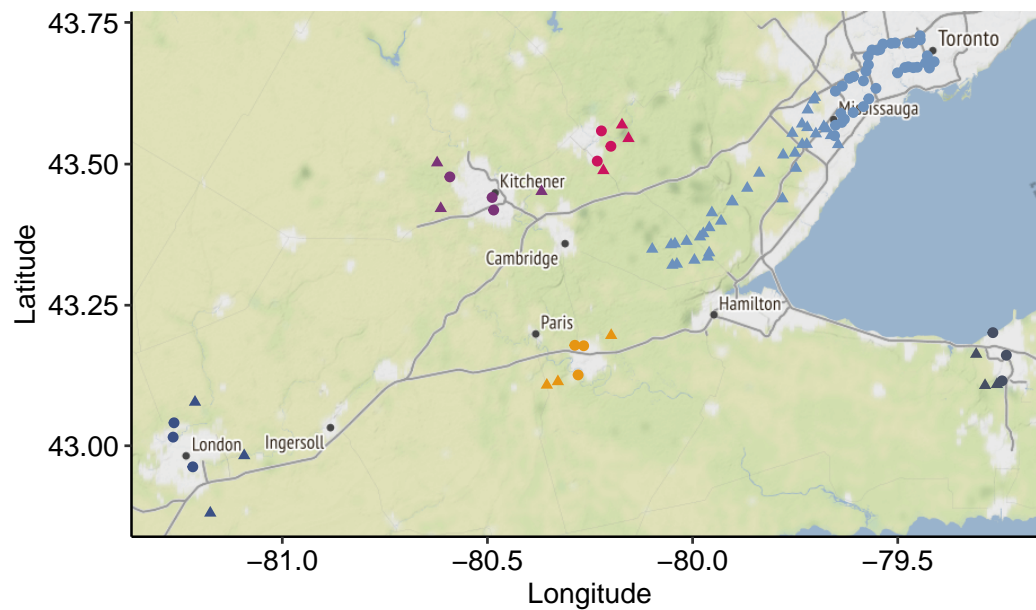 43.75
Toronto
Mississauga
43.50
Kitchener
Cambridge
Latitude
43.25
Hamilton
Paris
43.00
London
Ingersoll
−81.0
−80.5
−80.0
−79.5
Longitude